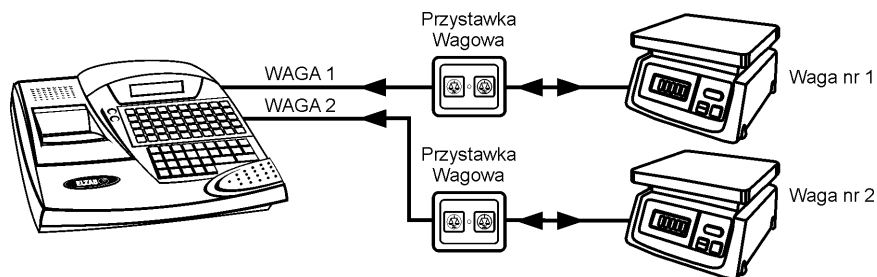 Przystawka
Wagowa
WAGA 1
Waga nr 1
WAGA 2
Przystawka
Wagowa
Waga nr 2
ELZAB